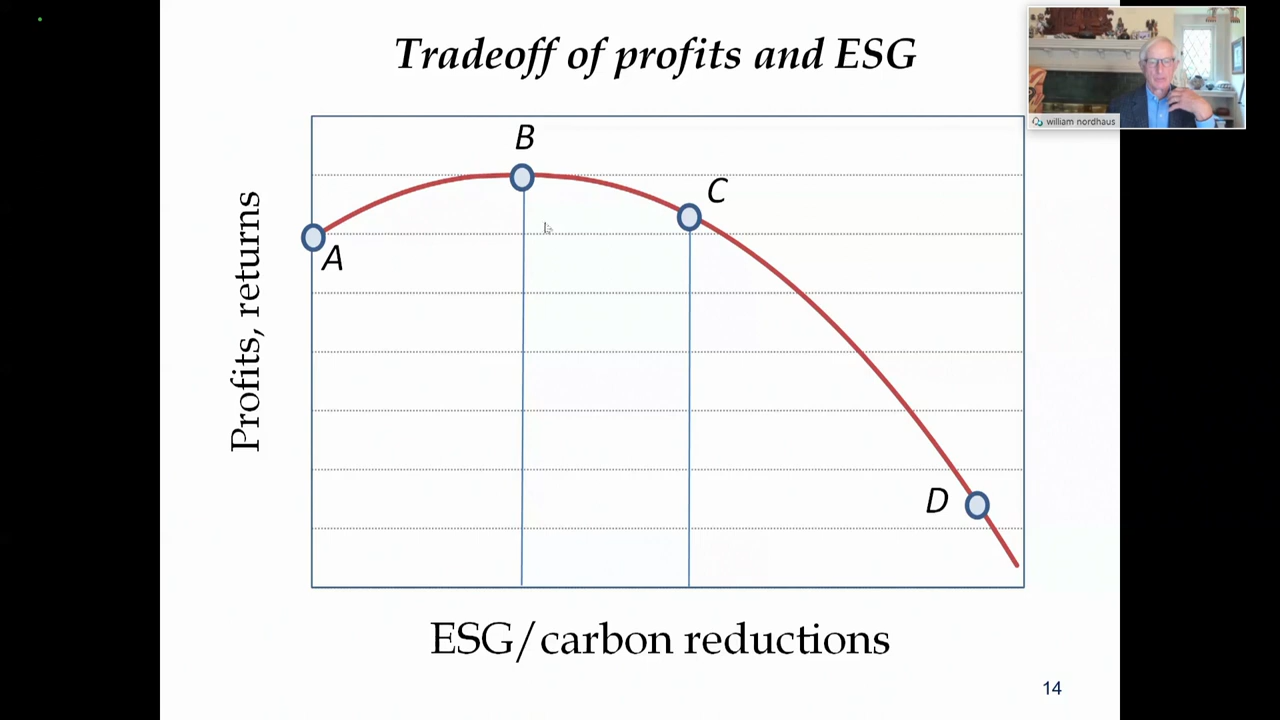 Tradeoff of profits and ESG
william nordhaus
B
C
A
D
Profits, returns
ESG/carbon reductions
14